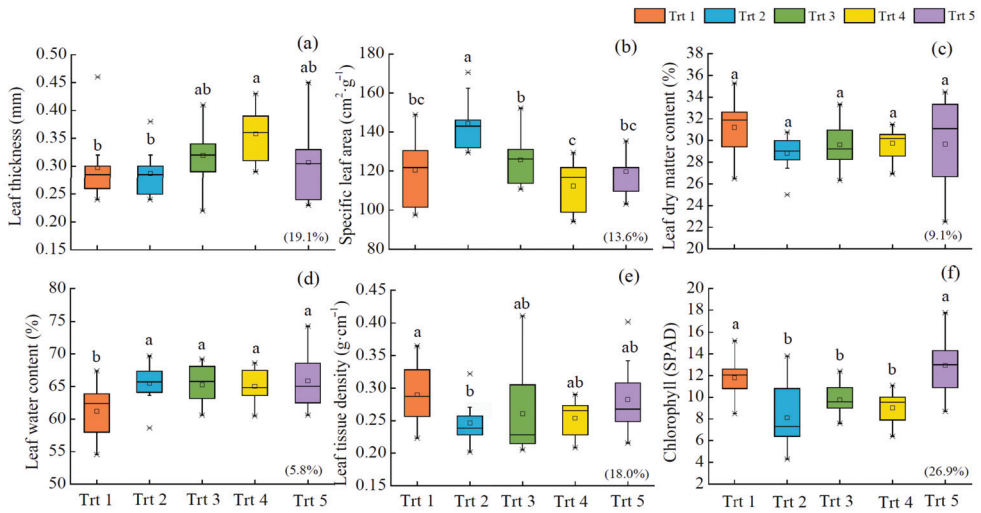 Trt 1 Trt 2 Trt 3 Trt 4 Trt 5
(a)
Leaf thickness (mm)
0.50
0.45
0.40
0.35
0.30
0.25
0.20
0.15
b b ab a ab
(19.1%)
(b)
Specific leaf area (cm²·g⁻¹)
180
160
140
120
100
80
bc a b c bc
(13.6%)
(c)
Leaf dry matter content (%)
38
36
34
32
30
28
26
24
22
20
a a a a a
(9.1%)
(d)
Leaf water content (%)
80
75
70
65
60
55
50
b a a a a
(5.8%)
Trt 1 Trt 2 Trt 3 Trt 4 Trt 5
(e)
Leaf tissue density (g·cm⁻¹)
0.45
0.40
0.35
0.30
0.25
0.20
0.15
a b ab ab ab
(18.0%)
Trt 1 Trt 2 Trt 3 Trt 4 Trt 5
(f)
Chlorophyll (SPAD)
20
18
16
14
12
10
8
6
4
2
a b b b a
(26.9%)
Trt 1 Trt 2 Trt 3 Trt 4 Trt 5